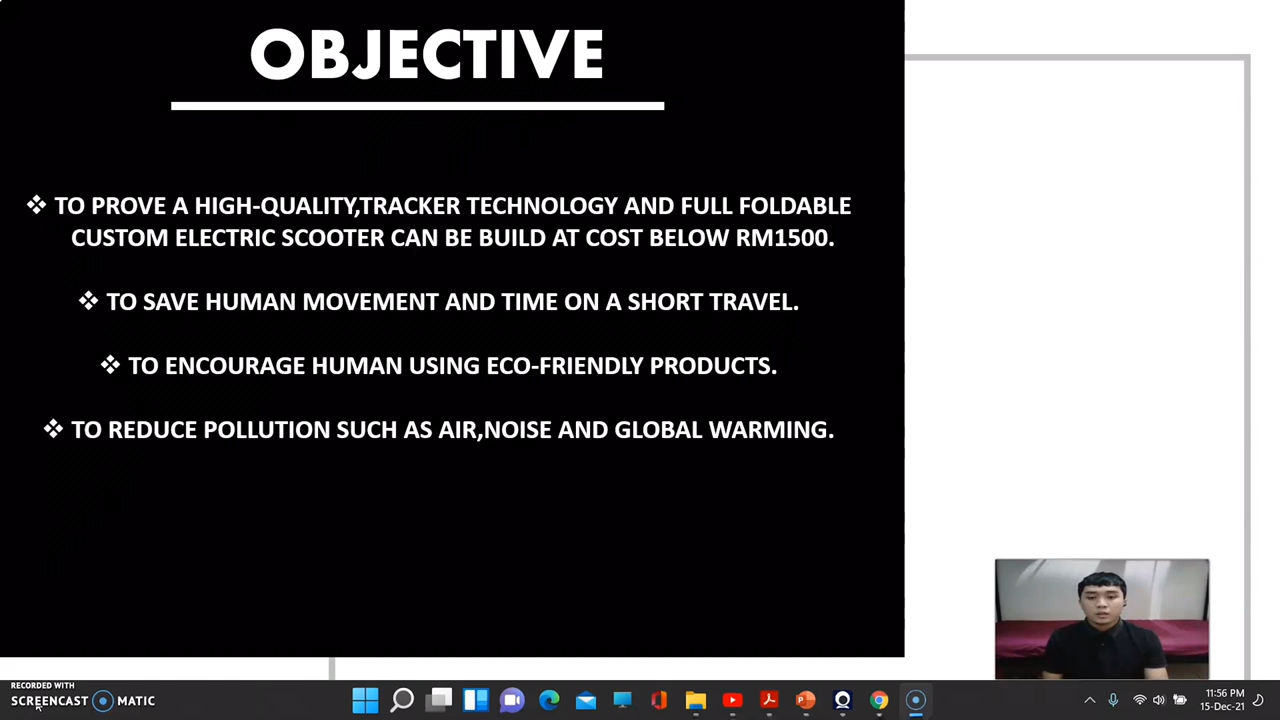 OBJECTIVE
❖ TO PROVE A HIGH-QUALITY,TRACKER TECHNOLOGY AND FULL FOLDABLE
CUSTOM ELECTRIC SCOOTER CAN BE BUILD AT COST BELOW RM1500.
❖ TO SAVE HUMAN MOVEMENT AND TIME ON A SHORT TRAVEL.
❖ TO ENCOURAGE HUMAN USING ECO-FRIENDLY PRODUCTS.
❖ TO REDUCE POLLUTION SUCH AS AIR,NOISE AND GLOBAL WARMING.
RECORDED WITH
SCREENCAST MATIC
11:56 PM
15-Dec-21